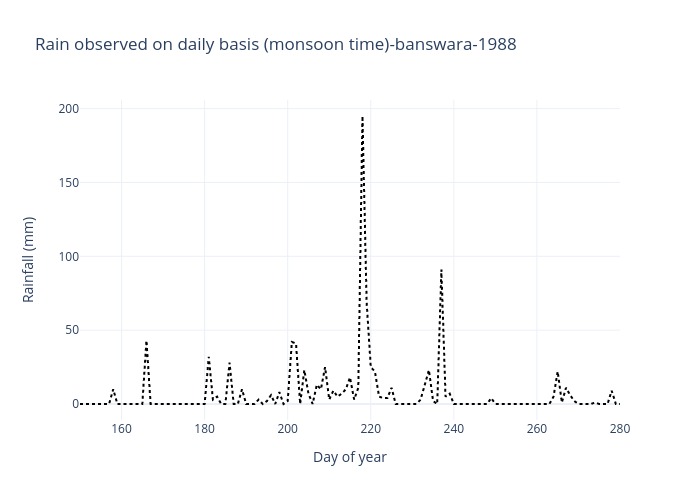 Rain observed on daily basis (monsoon time)-banswara-1988
200
150
100
50
0
Rainfall (mm)
160 180 200 220 240 260 280
Day of year